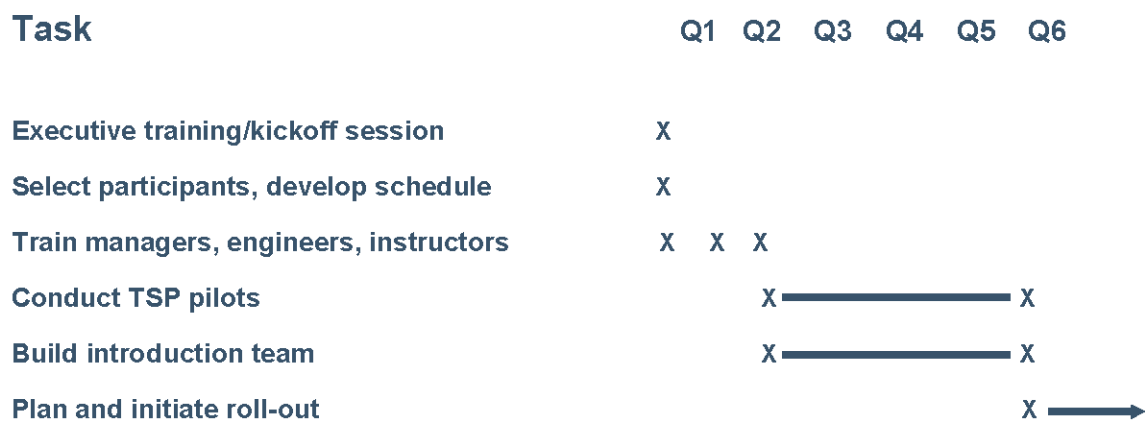 Task Q1 Q2 Q3 Q4 Q5 Q6
Executive training/kickoff session X
Select participants, develop schedule X
Train managers, engineers, instructors X X X
Conduct TSP pilots X X
Build introduction team X X
Plan and initiate roll-out X